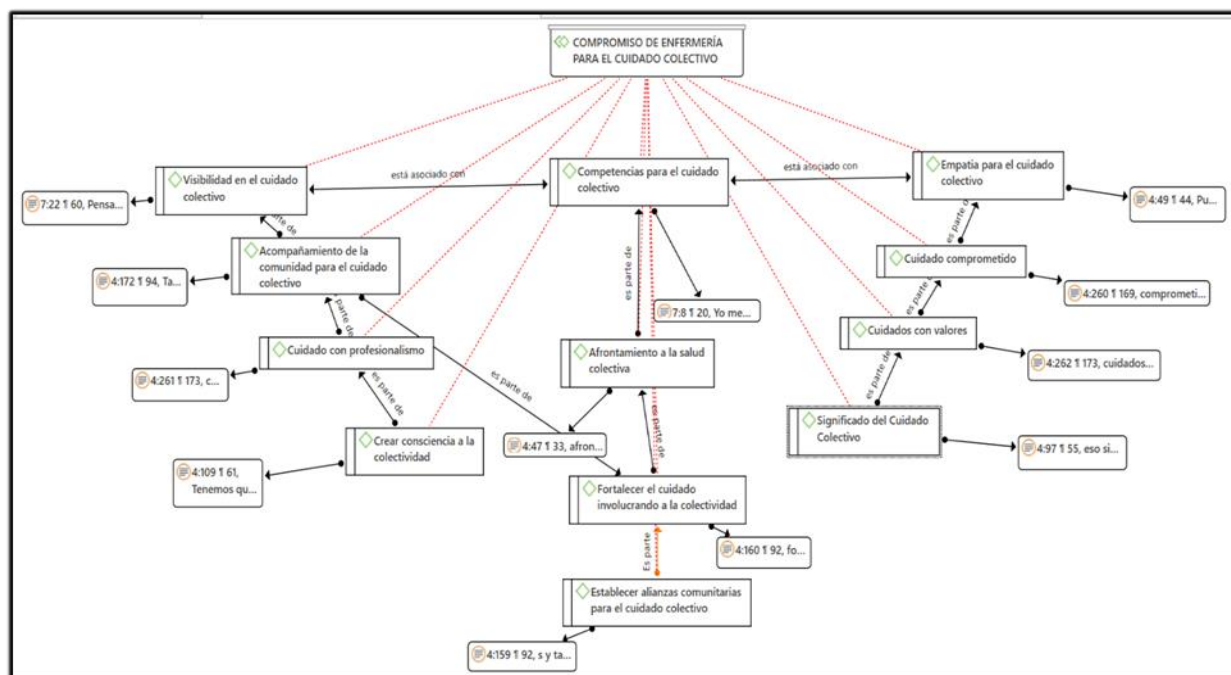 COMPROMISO DE ENFERMERÍA
PARA EL CUIDADO COLECTIVO
Visibilidad en el cuidado
colectivo
está asociado con
Competencias para el cuidado
colectivo
está asociado con
Empatia para el cuidado
colectivo
7:22 ¶ 60, Pensa...
4:49 ¶ 44, Pu...
es parte de
Acompañamiento de la
comunidad para el cuidado
colectivo
es parte de
Cuidado comprometido
4:172 ¶ 94, Ta...
4:260 ¶ 169, comprometi...
es parte de
7:8 ¶ 20, Yo me...
es parte de
es parte de
Cuidados con valores
Cuidado con profesionalismo
Afrontamiento a la salud
colectiva
4:262 ¶ 173, cuidados...
4:261 ¶ 173, c...
es parte de
es parte de
es parte de
Significado del Cuidado
Colectivo
Crear consciencia a la
colectividad
4:47 ¶ 33, afron...
es parte de
4:97 ¶ 55, eso si...
4:109 ¶ 61,
Tenemos qu...
Fortalecer el cuidado
involucrando a la colectividad
4:160 ¶ 92, fo...
Es parte
Establecer alianzas comunitarias
para el cuidado colectivo
4:159 ¶ 92, s y ta...